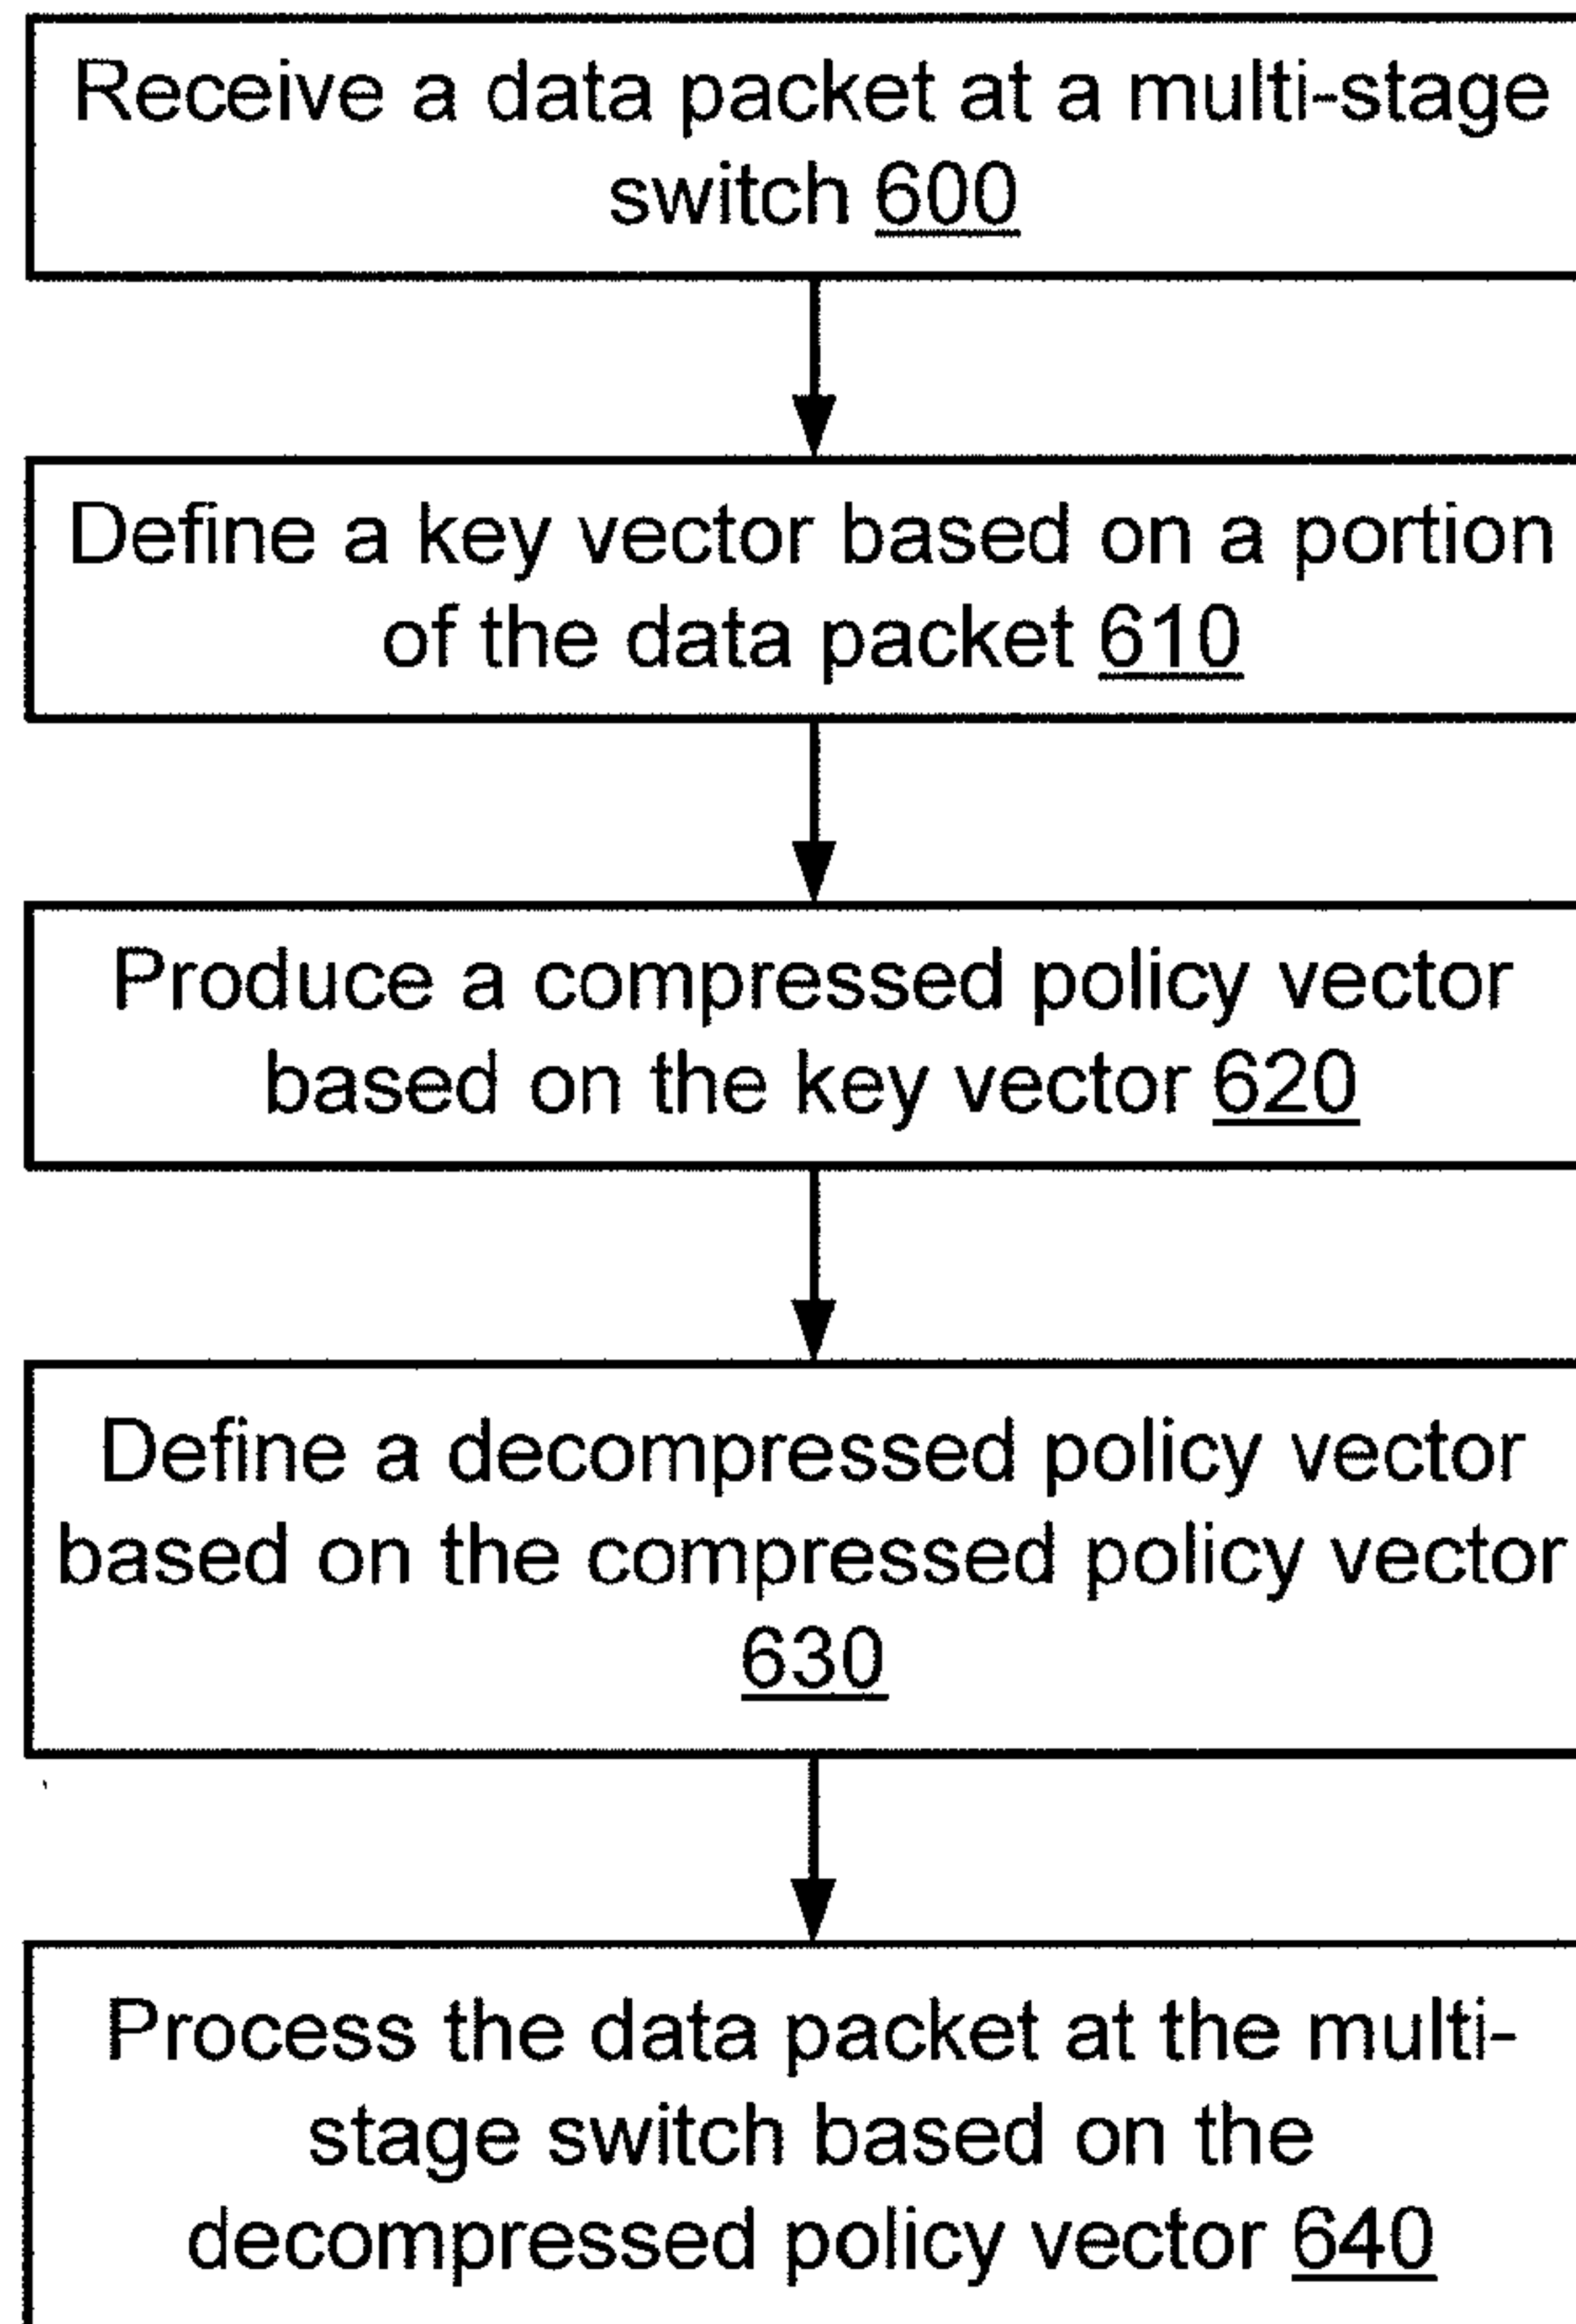 Receive a data packet at a multi-stage
switch 600
Define a key vector based on a portion
of the data packet 610
Produce a compressed policy vector
based on the key vector 620
Define a decompressed policy vector
based on the compressed policy vector
630
Process the data packet at the multi-
stage switch based on the
decompressed policy vector 640